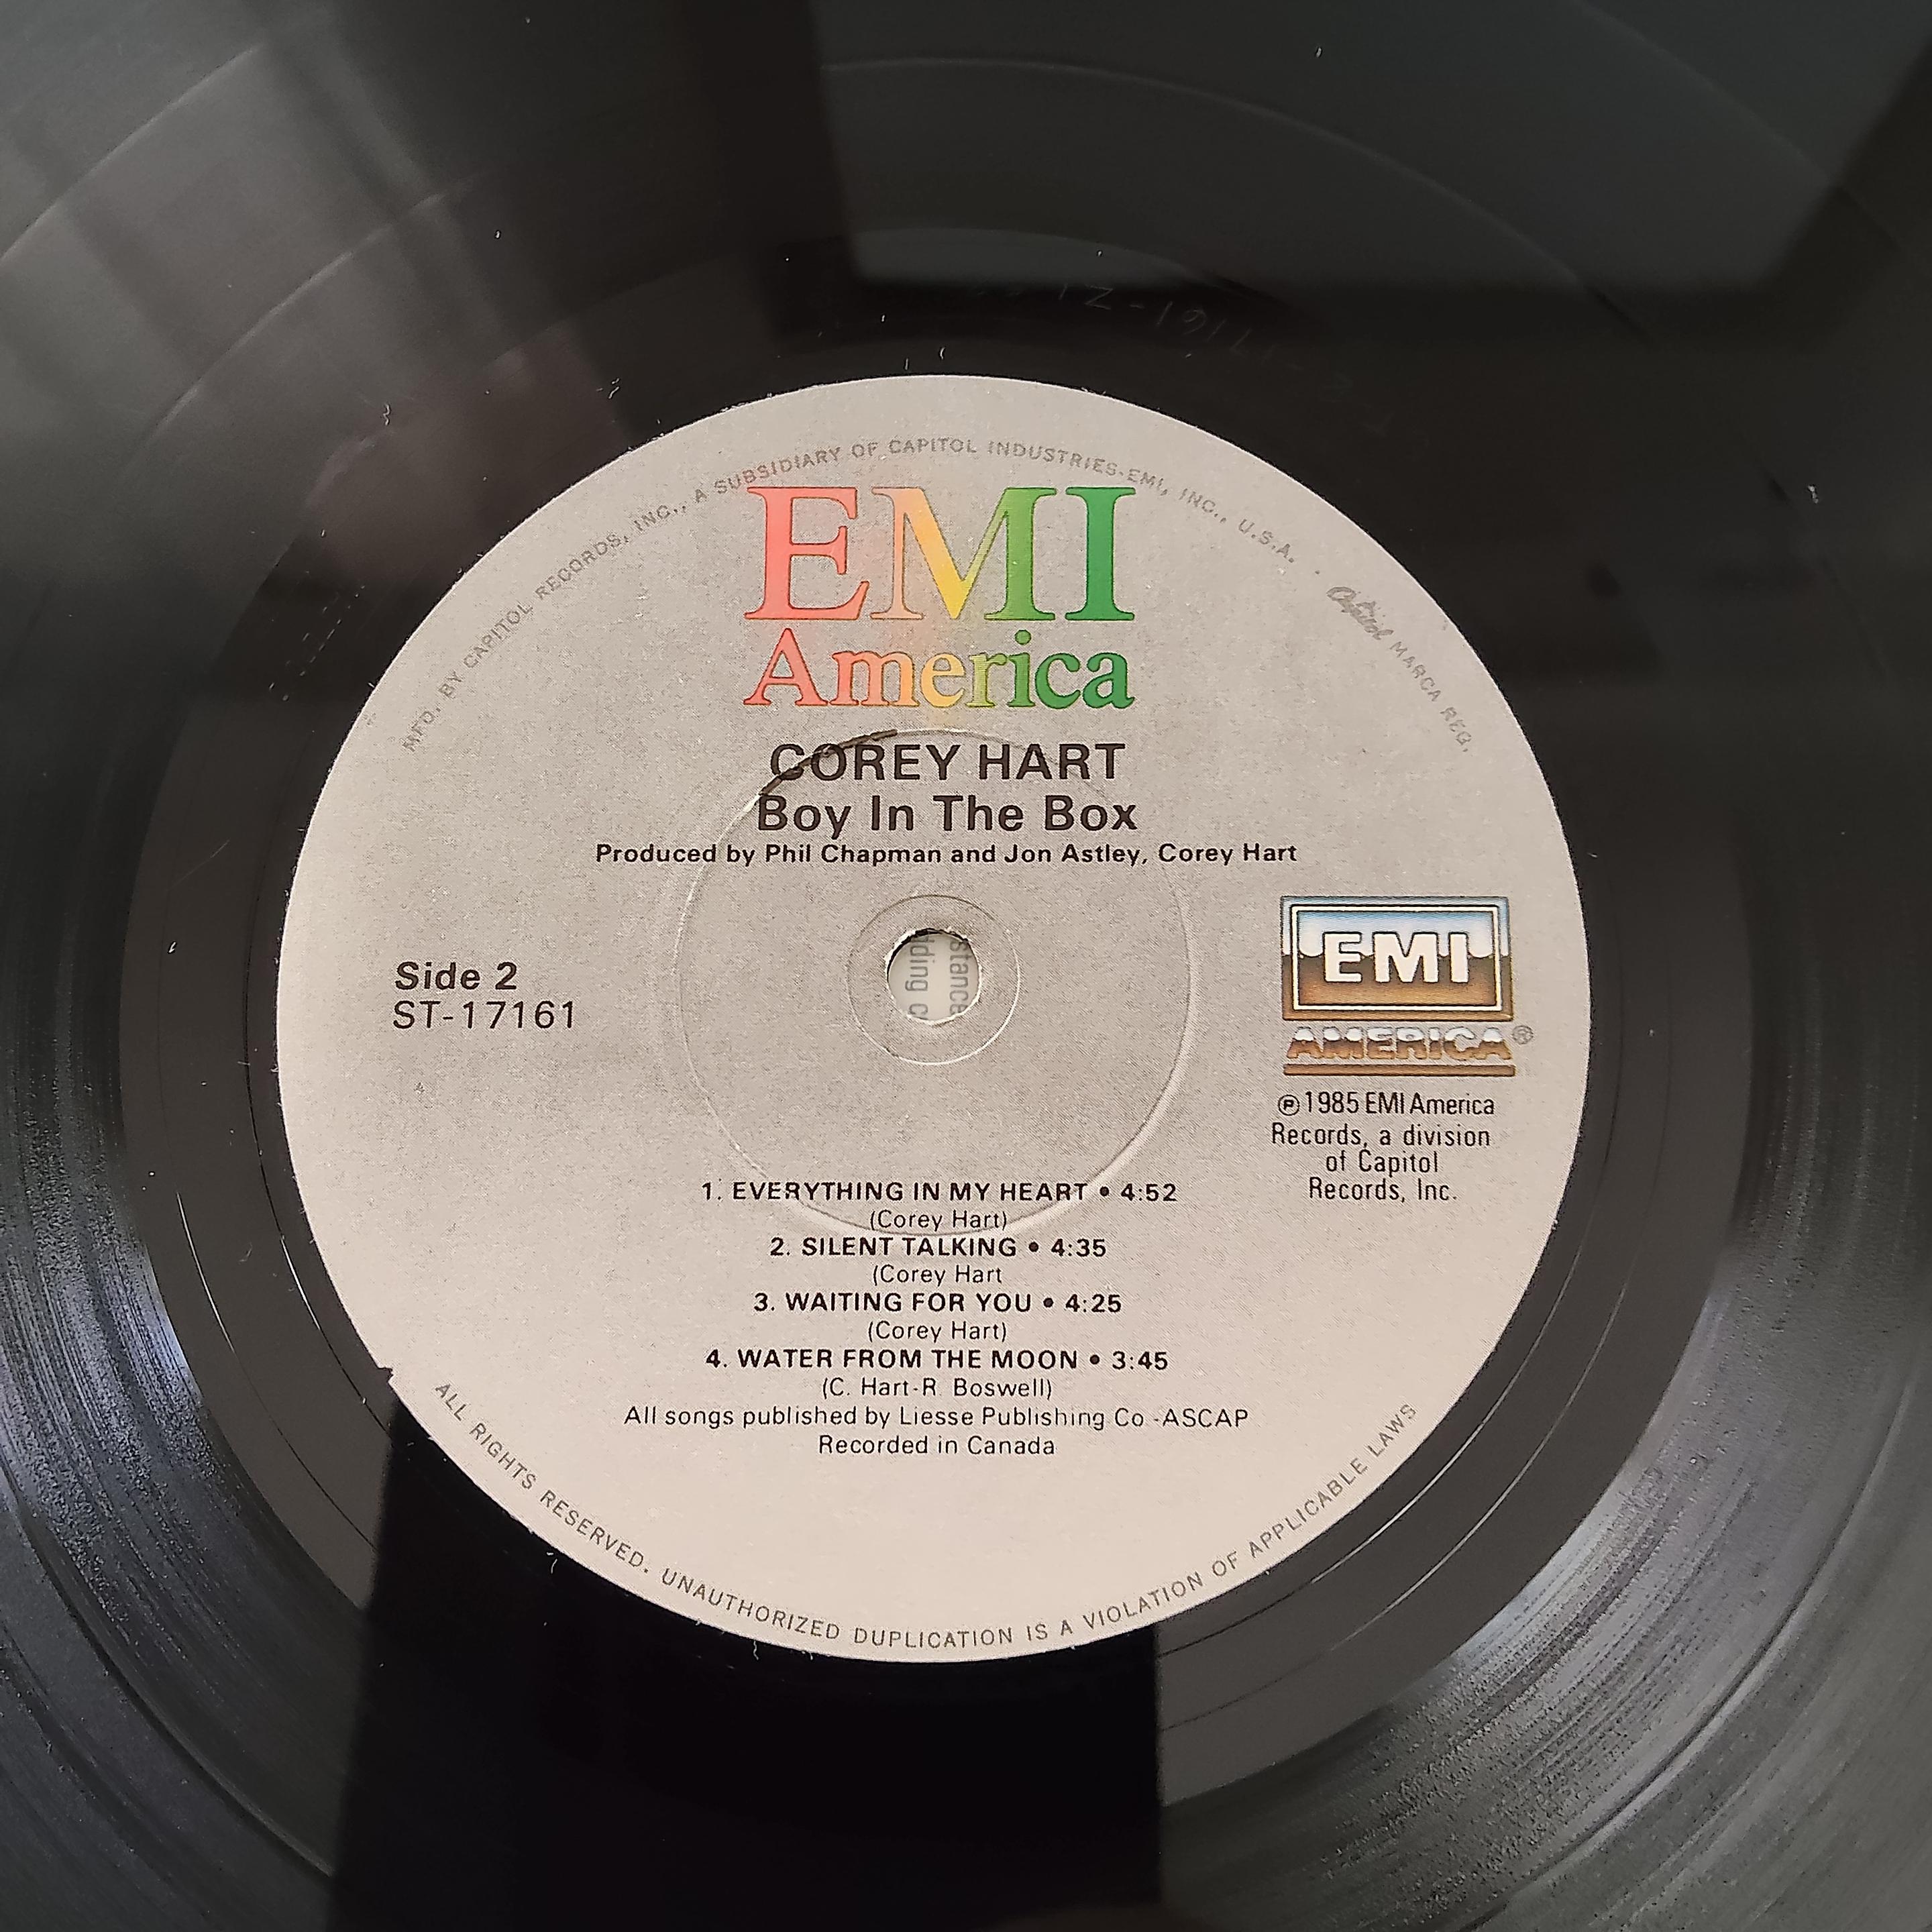 MFD. BY CAPITOL RECORDS, INC., A SUBSIDIARY OF CAPITOL INDUSTRIES-EMI, INC., U.S.A. · Capitol MARCA REG.
EMI
America
COREY HART
Boy In The Box
Produced by Phil Chapman and Jon Astley, Corey Hart
Side 2
ST-17161
EMI
AMERICA®
℗1985 EMI America
Records, a division
of Capitol
Records, Inc.
1. EVERYTHING IN MY HEART • 4:52
(Corey Hart)
2. SILENT TALKING • 4:35
(Corey Hart
3. WAITING FOR YOU • 4:25
(Corey Hart)
4. WATER FROM THE MOON • 3:45
(C. Hart-R. Boswell)
All songs published by Liesse Publishing Co -ASCAP
Recorded in Canada
ALL RIGHTS RESERVED. UNAUTHORIZED DUPLICATION IS A VIOLATION OF APPLICABLE LAWS